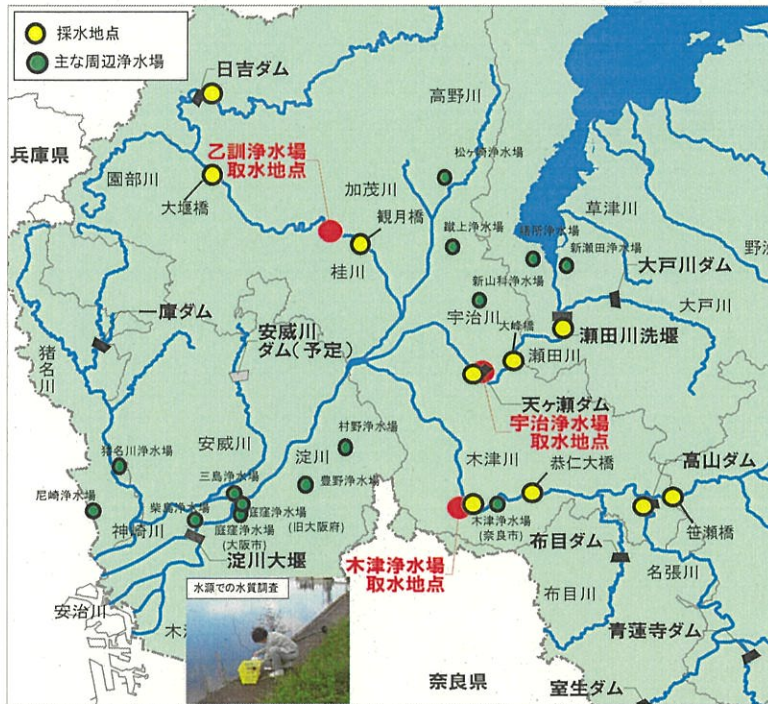 採水地点
主な周辺浄水場
日吉ダム
高野川
兵庫県
乙訓浄水場
取水地点
松ヶ崎浄水場
園部川
加茂川
大堰橋
観月橋
草津川
蹴上浄水場
膳所浄水場
新瀬田浄水場
野洲
桂川
大戸川ダム
新山科浄水場
一庫ダム
安威川
ダム(予定)
宇治川
大峰橋
大戸川
瀬田川洗堰
猪名川
瀬田川
天ヶ瀬ダム
宇治浄水場
取水地点
村野浄水場
安威川
淀川
木津川
恭仁大橋
高山ダム
猪名川浄水場
三島浄水場
豊野浄水場
(旧大阪府)
尼崎浄水場
柴島浄水場
庭窪浄水場
神崎川
庭窪浄水場
(大阪市)
木津浄水場
(奈良市)
笹瀬橋
布目ダム
淀川大堰
木津浄水場
取水地点
名張川
水源での水質調査
布目川
安治川
木
青蓮寺ダム
奈良県
室生ダム